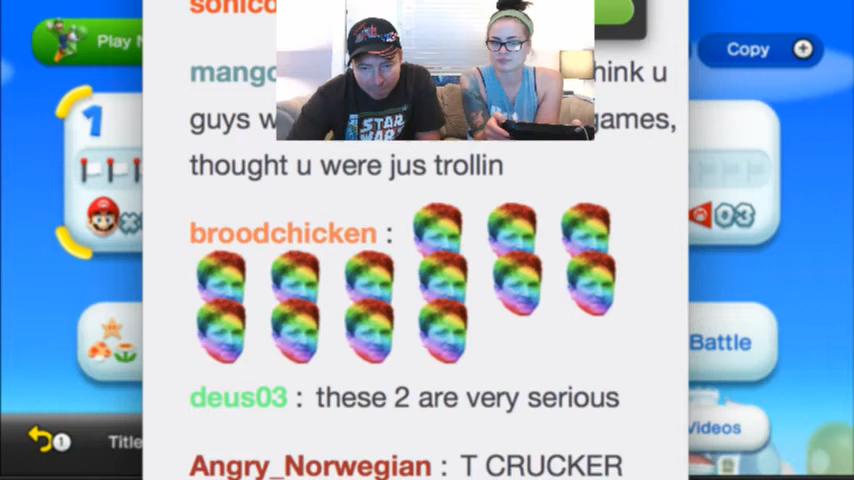 sonicd
Play
Copy
mango
hink u
guys w
games,
thought u were jus trollin
1
STAR
WARS
broodchicken :
03
deus03 : these 2 are very serious
Battle
Videos
1
Title
Angry_Norwegian : T CRUCKER